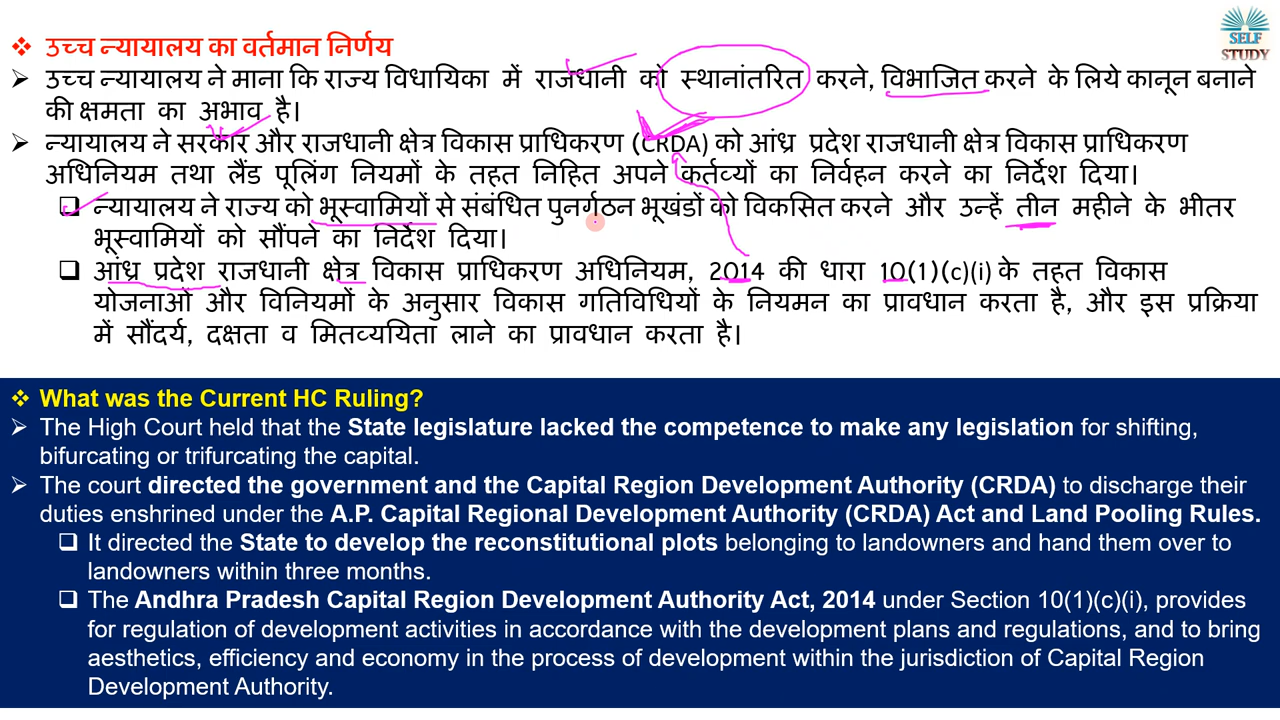 SELF
STUDY
❖ उच्च न्यायालय का वर्तमान निर्णय
➢ उच्च न्यायालय ने माना कि राज्य विधायिका में राजधानी को स्थानांतरित करने, विभाजित करने के लिये कानून बनाने
की क्षमता का अभाव है।
➢ न्यायालय ने सरकार और राजधानी क्षेत्र विकास प्राधिकरण (CRDA) को आंध्र प्रदेश राजधानी क्षेत्र विकास प्राधिकरण
अधिनियम तथा लैंड पूलिंग नियमों के तहत निहित अपने कर्तव्यों का निर्वहन करने का निर्देश दिया।
❑ न्यायालय ने राज्य को भूस्वामियों से संबंधित पुनर्गठन भूखंडों को विकसित करने और उन्हें तीन महीने के भीतर
भूस्वामियों को सौंपने का निर्देश दिया।
❑ आंध्र प्रदेश राजधानी क्षेत्र विकास प्राधिकरण अधिनियम, 2014 की धारा 10(1)(c)(i) के तहत विकास
योजनाओं और विनियमों के अनुसार विकास गतिविधियों के नियमन का प्रावधान करता है, और इस प्रक्रिया
में सौंदर्य, दक्षता व मितव्ययिता लाने का प्रावधान करता है।
❖ What was the Current HC Ruling?
➢ The High Court held that the State legislature lacked the competence to make any legislation for shifting,
bifurcating or trifurcating the capital.
➢ The court directed the government and the Capital Region Development Authority (CRDA) to discharge their
duties enshrined under the A.P. Capital Regional Development Authority (CRDA) Act and Land Pooling Rules.
❑ It directed the State to develop the reconstitutional plots belonging to landowners and hand them over to
landowners within three months.
❑ The Andhra Pradesh Capital Region Development Authority Act, 2014 under Section 10(1)(c)(i), provides
for regulation of development activities in accordance with the development plans and regulations, and to bring
aesthetics, efficiency and economy in the process of development within the jurisdiction of Capital Region
Development Authority.